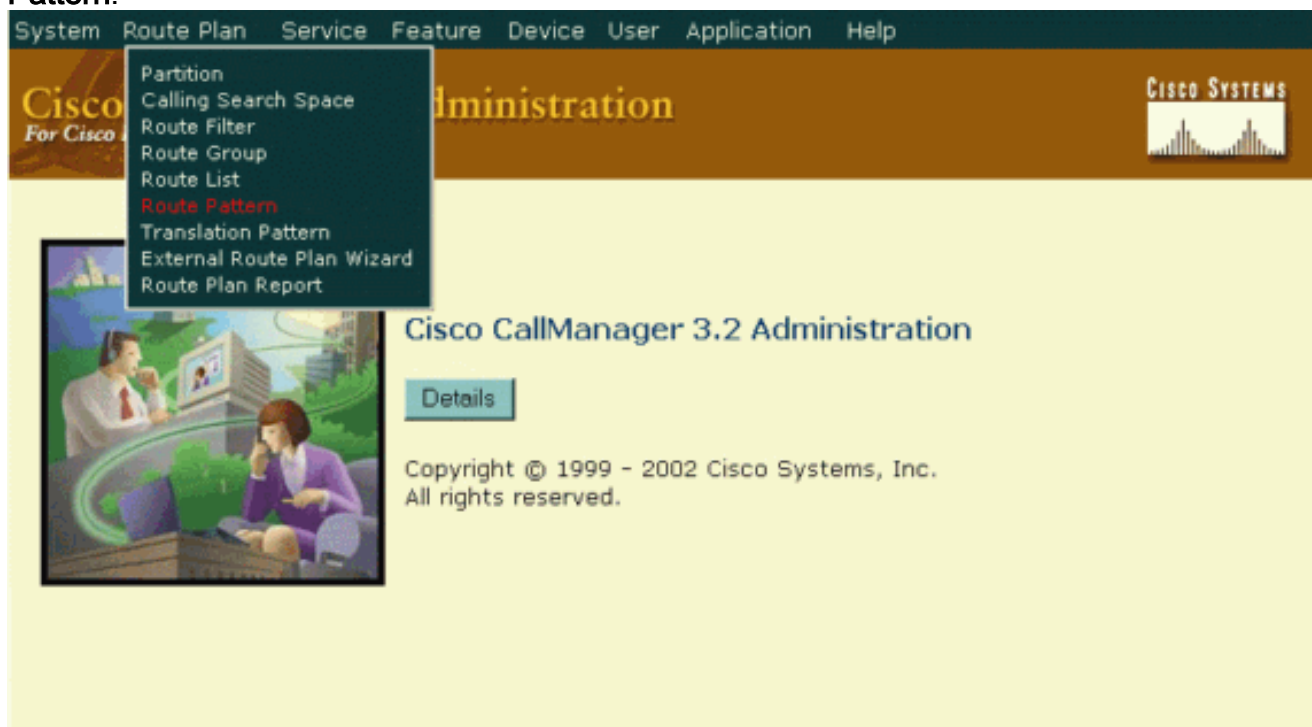 Pattern.
System Route Plan Service Feature Device User Application Help
Partition
Calling Search Space
Route Filter
Route Group
Route List
Route Pattern
Translation Pattern
External Route Plan Wizard
Route Plan Report
Cisco
For Cisco
CISCO SYSTEMS
Cisco CallManager 3.2 Administration
Details
Copyright © 1999 - 2002 Cisco Systems, Inc.
All rights reserved.